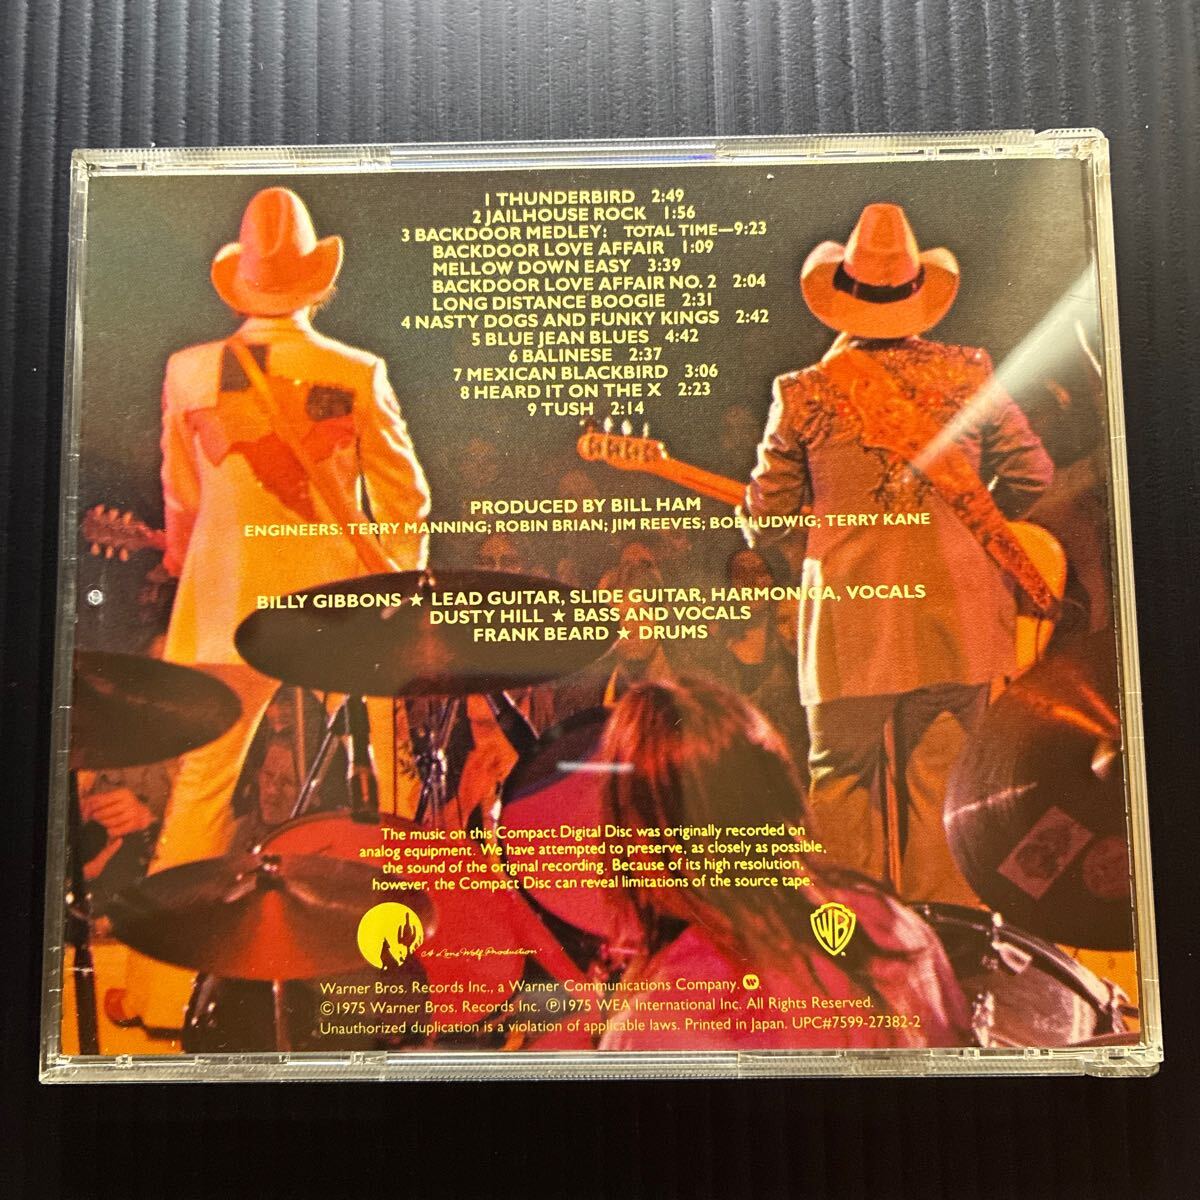 1 THUNDERBIRD 2:49
2 JAILHOUSE ROCK 1:56
3 BACKDOOR MEDLEY: TOTAL TIME—9:23
BACKDOOR LOVE AFFAIR 1:09
MELLOW DOWN EASY 3:39
BACKDOOR LOVE AFFAIR NO. 2 2:04
LONG DISTANCE BOOGIE 2:31
4 NASTY DOGS AND FUNKY KINGS 2:42
5 BLUE JEAN BLUES 4:42
6 BALINESE 2:37
7 MEXICAN BLACKBIRD 3:06
8 HEARD IT ON THE X 2:23
9 TUSH 2:14
PRODUCED BY BILL HAM
ENGINEERS: TERRY MANNING; ROBIN BRIAN; JIM REEVES; BOB LUDWIG; TERRY KANE
BILLY GIBBONS ★ LEAD GUITAR, SLIDE GUITAR, HARMONICA, VOCALS
DUSTY HILL ★ BASS AND VOCALS
FRANK BEARD ★ DRUMS
The music on this Compact Digital Disc was originally recorded on
analog equipment. We have attempted to preserve, as closely as possible,
the sound of the original recording. Because of its high resolution,
however, the Compact Disc can reveal limitations of the source tape.
A Lone Wolf Production
WB
Warner Bros. Records Inc., a Warner Communications Company.
©1975 Warner Bros. Records Inc. ℗1975 WEA International Inc. All Rights Reserved.
Unauthorized duplication is a violation of applicable laws. Printed in Japan. UPC#7599-27382-2